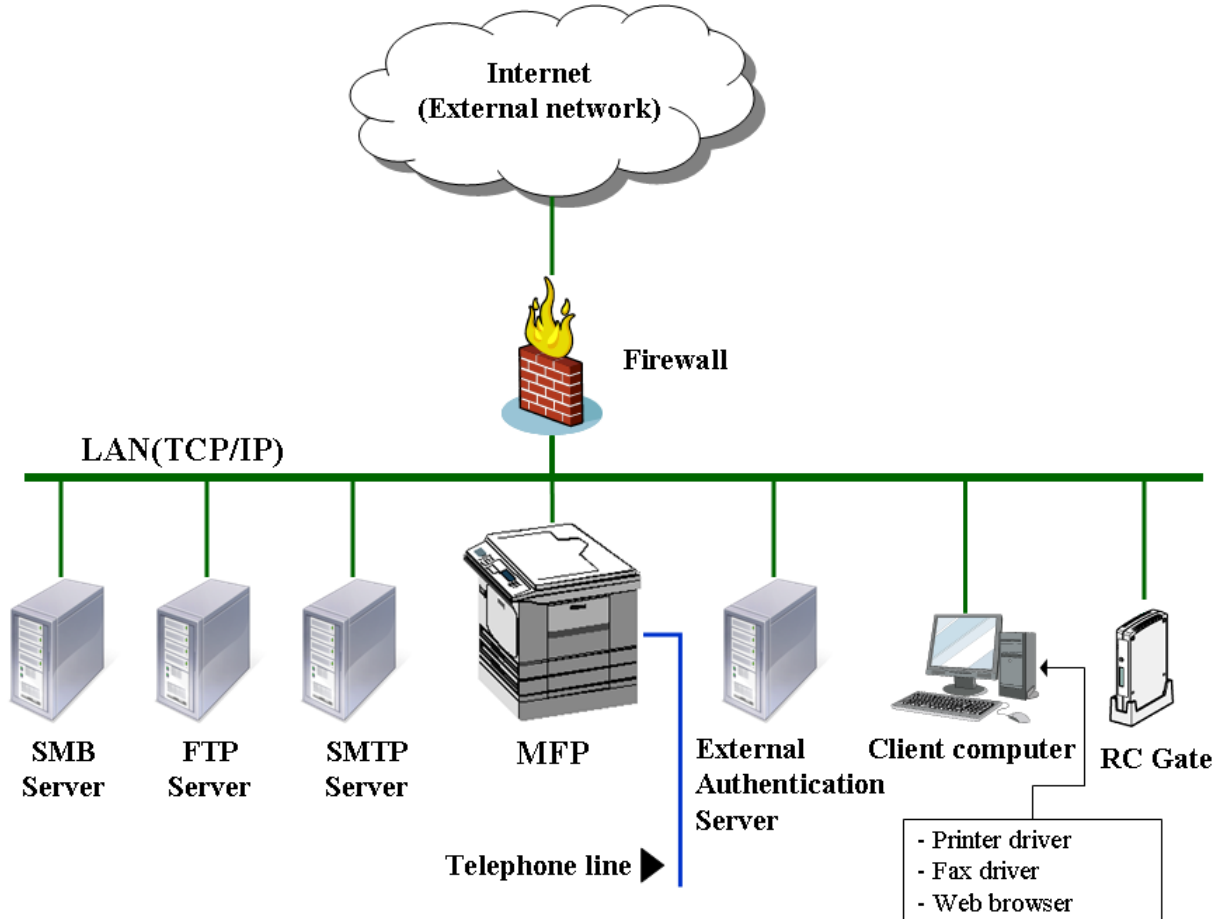 Internet
(External network)
Firewall
LAN(TCP/IP)
SMB
Server
FTP
Server
SMTP
Server
MFP
External
Authentication
Server
Client computer
RC Gate
Telephone line
- Printer driver
- Fax driver
- Web browser